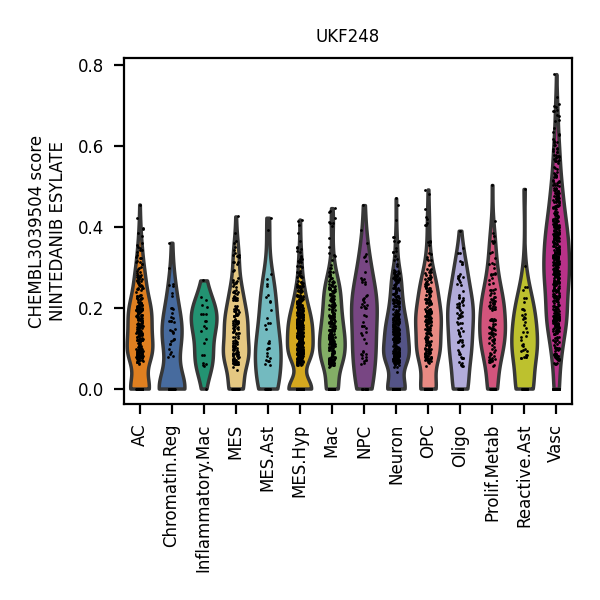 UKF248
CHEMBL3039504 score
NINTEDANIB ESYLATE
0.8
0.6
0.4
0.2
0.0
AC
Chromatin.Reg
Inflammatory.Mac
MES
MES.Ast
MES.Hyp
Mac
NPC
Neuron
OPC
Oligo
Prolif.Metab
Reactive.Ast
Vasc